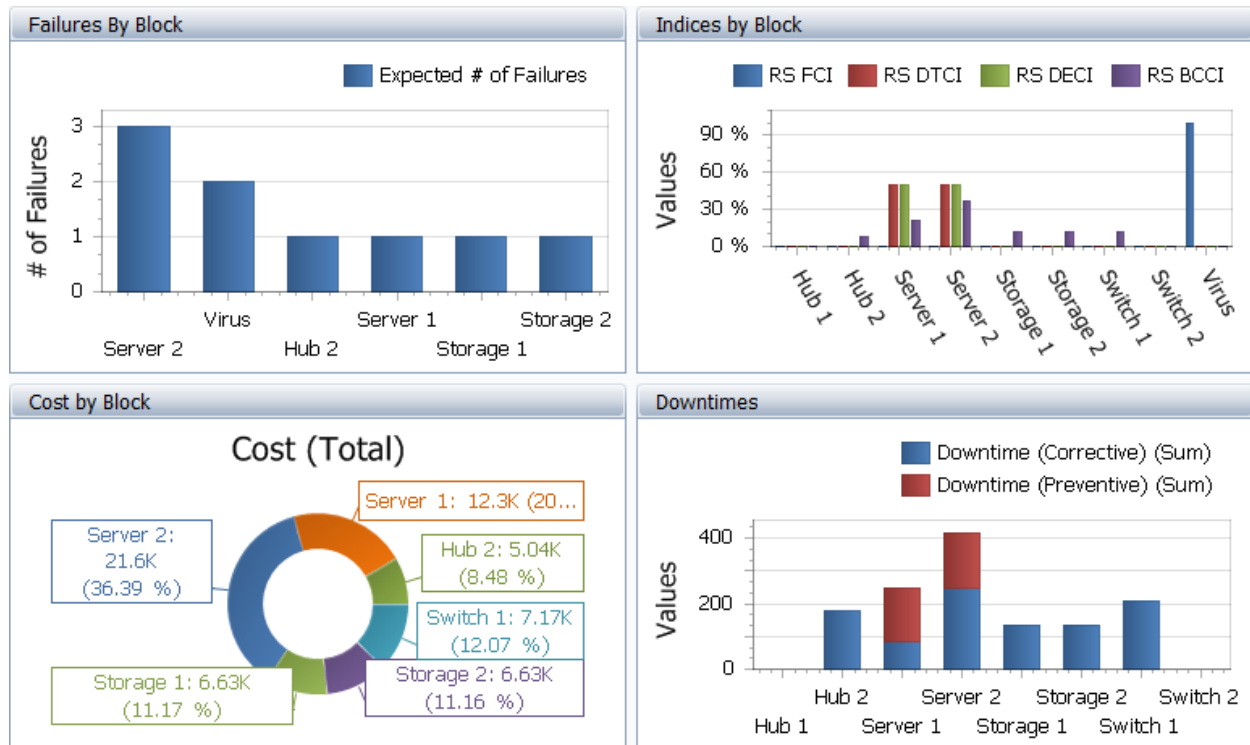 Failures By Block
Expected # of Failures
# of Failures
3
2
1
0
Server 2
Virus
Hub 2
Server 1
Storage 1
Storage 2
Indices by Block
RS FCI
RS DTCI
RS DECI
RS BCCI
Values
90 %
60 %
30 %
0 %
Hub 1
Hub 2
Server 1
Server 2
Storage 1
Storage 2
Switch 1
Switch 2
Virus
Cost by Block
Cost (Total)
Server 1: 12.3K (20...
Server 2:
21.6K
(36.39 %)
Hub 2: 5.04K
(8.48 %)
Switch 1: 7.17K
(12.07 %)
Storage 2: 6.63K
(11.16 %)
Storage 1: 6.63K
(11.17 %)
Downtimes
Downtime (Corrective) (Sum)
Downtime (Preventive) (Sum)
Values
400
200
0
Hub 1
Hub 2
Server 1
Server 2
Storage 1
Storage 2
Switch 1
Switch 2